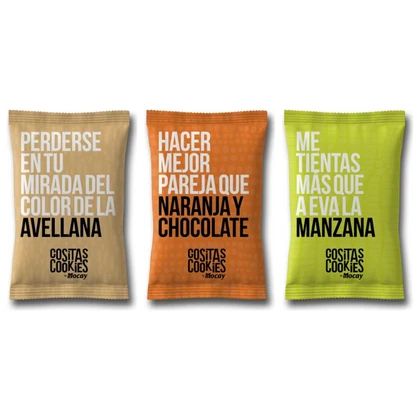 PERDERSE
EN TU
MIRADA DEL
COLOR DE LA
AVELLANA
COSITAS
COOKIES
by Mocay
HACER
MEJOR
PAREJA QUE
NARANJA Y
CHOCOLATE
COSITAS
COOKIES
by Mocay
ME
TIENTAS
MÁS QUE
A EVA LA
MANZANA
COSITAS
COOKIES
by Mocay